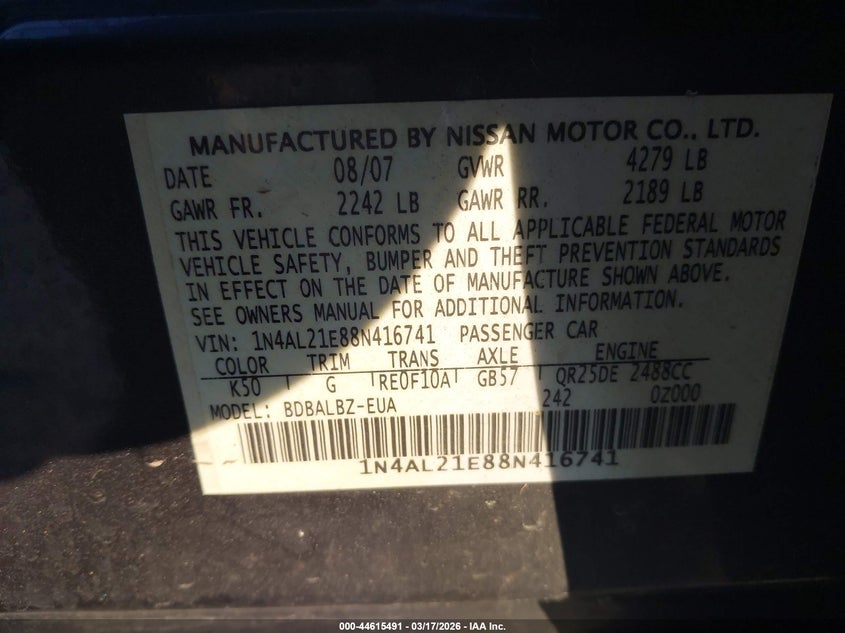 MANUFACTURED BY NISSAN MOTOR CO., LTD.
DATE 08/07 GVWR 4279 LB
GAWR FR. 2242 LB GAWR RR. 2189 LB
THIS VEHICLE CONFORMS TO ALL APPLICABLE FEDERAL MOTOR
VEHICLE SAFETY, BUMPER AND THEFT PREVENTION STANDARDS
IN EFFECT ON THE DATE OF MANUFACTURE SHOWN ABOVE.
SEE OWNERS MANUAL FOR ADDITIONAL INFORMATION.
VIN: 1N4AL21E88N416741 PASSENGER CAR
COLOR TRIM TRANS AXLE ENGINE
K50 G RE0F10A GB57 QR25DE 2488CC
MODEL: BDBALBZ-EUA 242 0Z000
1N4AL21E88N416741
000-44615491 - 03/17/2026 - IAA Inc.